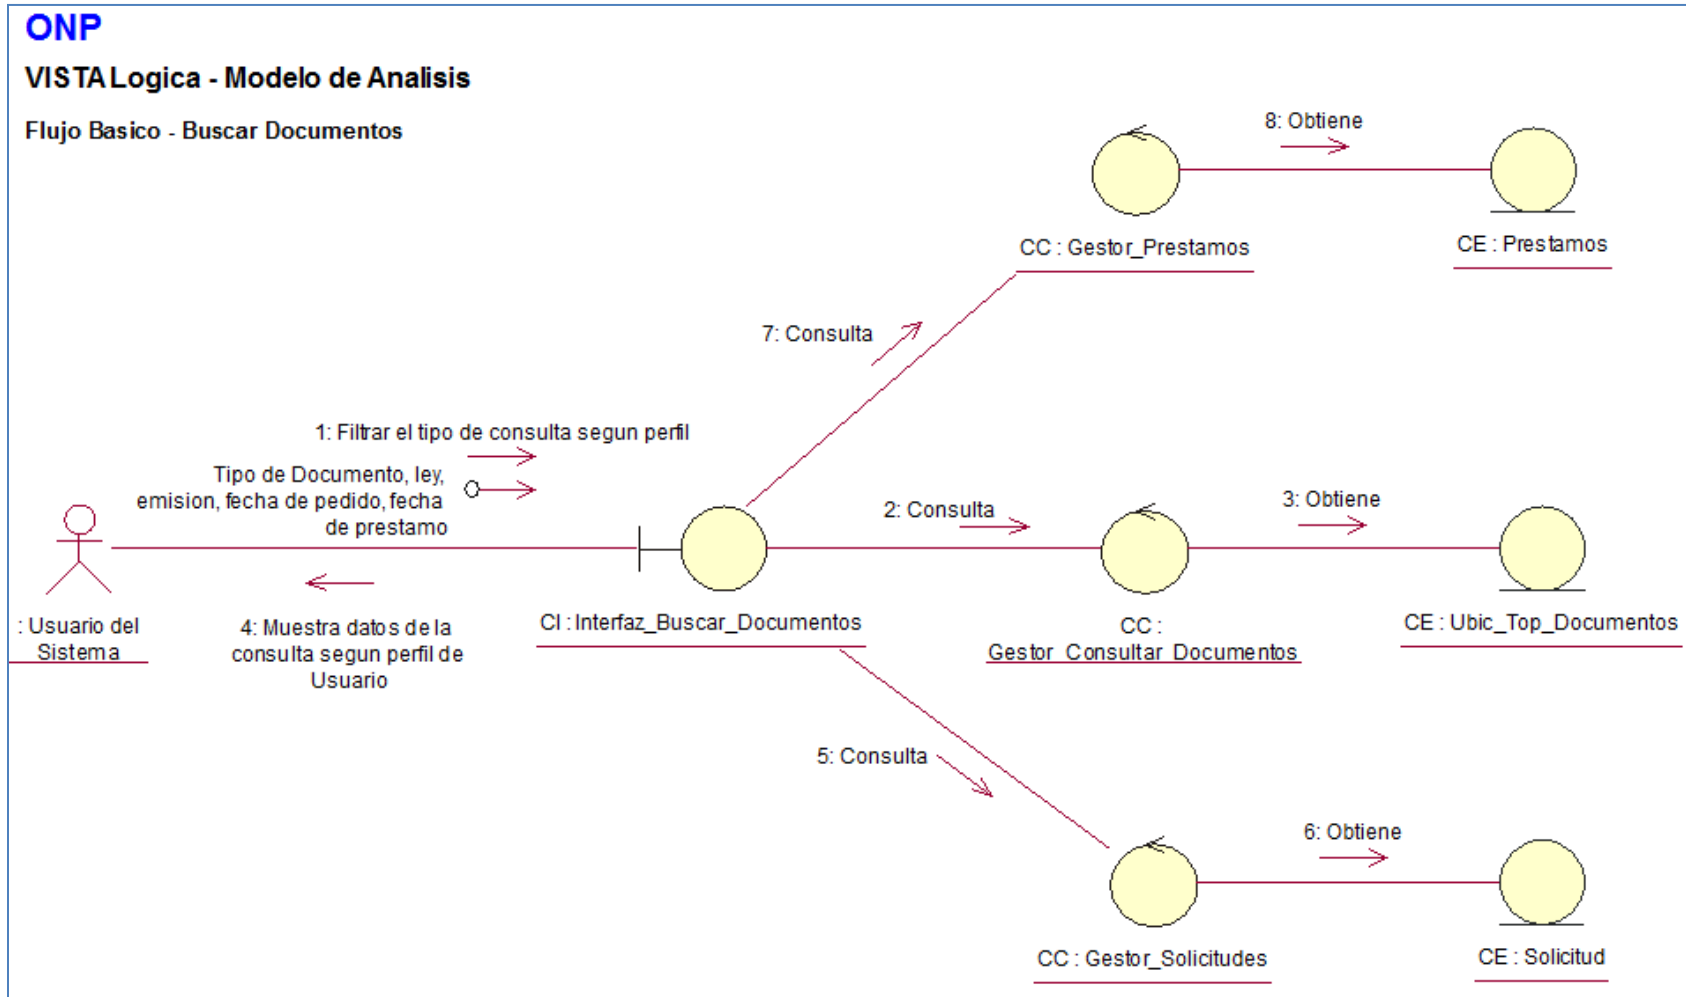 ONP
VISTA Logica - Modelo de Analisis
Flujo Basico - Buscar Documentos
8: Obtiene
CC : Gestor_Prestamos
CE : Prestamos
7: Consulta
1: Filtrar el tipo de consulta segun perfil
Tipo de Documento, ley,
emision, fecha de pedido, fecha
de prestamo
2: Consulta
3: Obtiene
: Usuario del
Sistema
4: Muestra datos de la
consulta segun perfil de
Usuario
CI : Interfaz_Buscar_Documentos
CC :
Gestor_Consultar_Documentos
CE : Ubic_Top_Documentos
5: Consulta
6: Obtiene
CC : Gestor_Solicitudes
CE : Solicitud